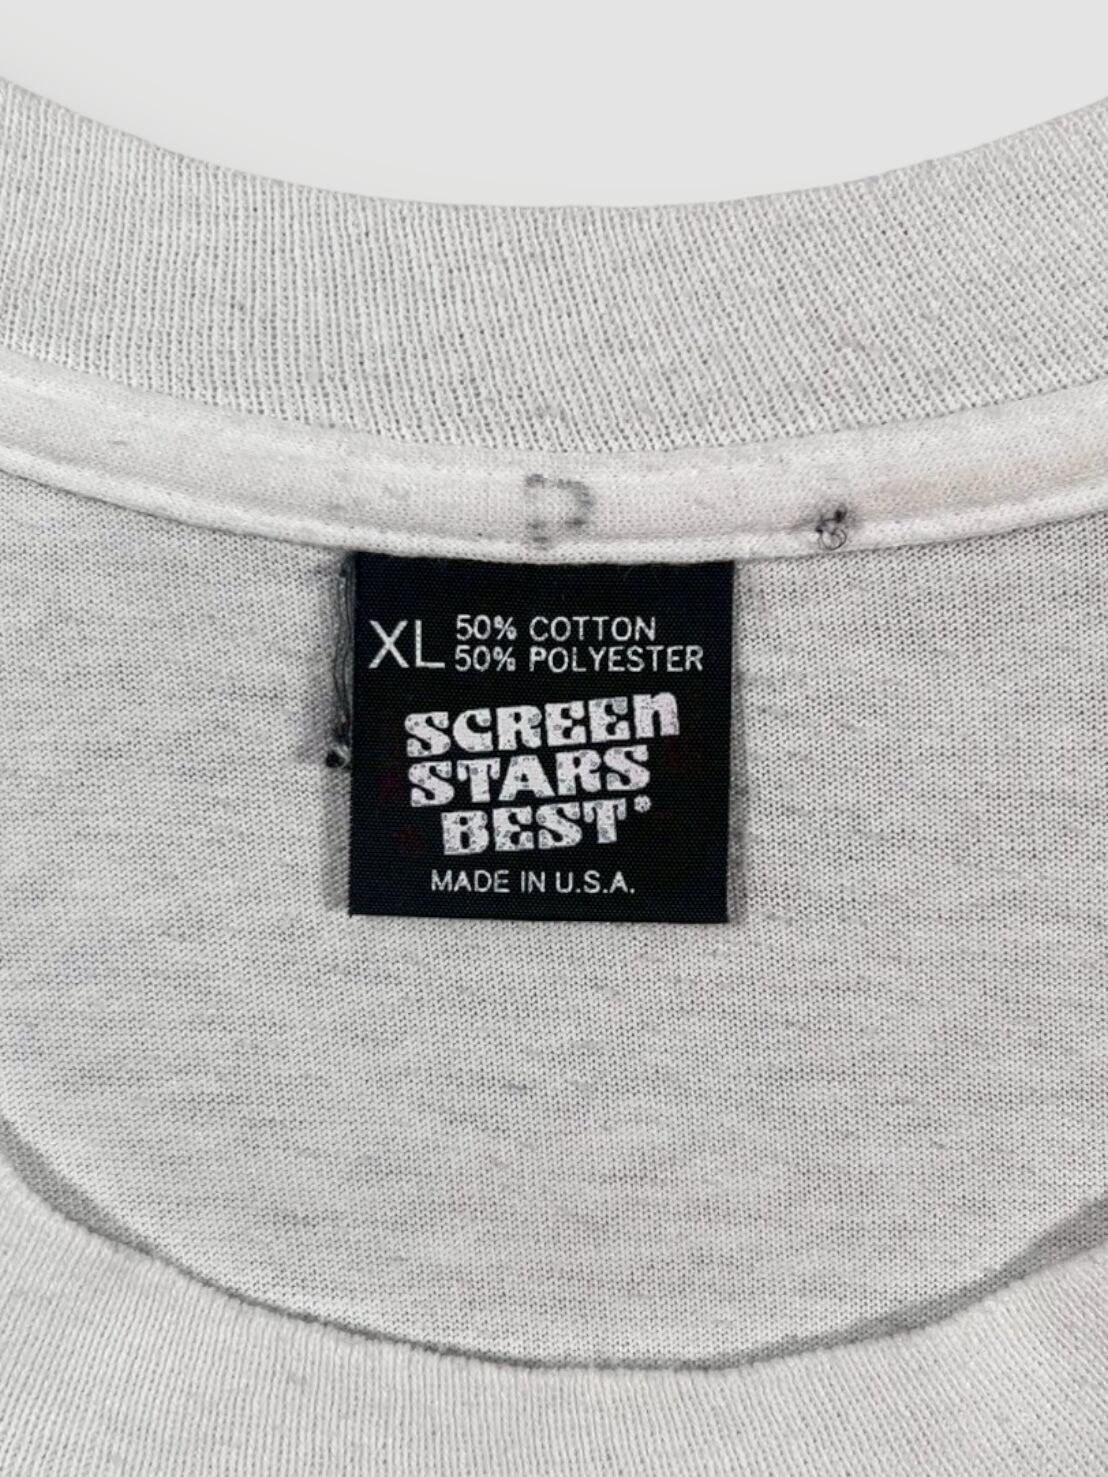 D
XL 50% COTTON
50% POLYESTER
SCREEN
STARS
BEST®
MADE IN U.S.A.